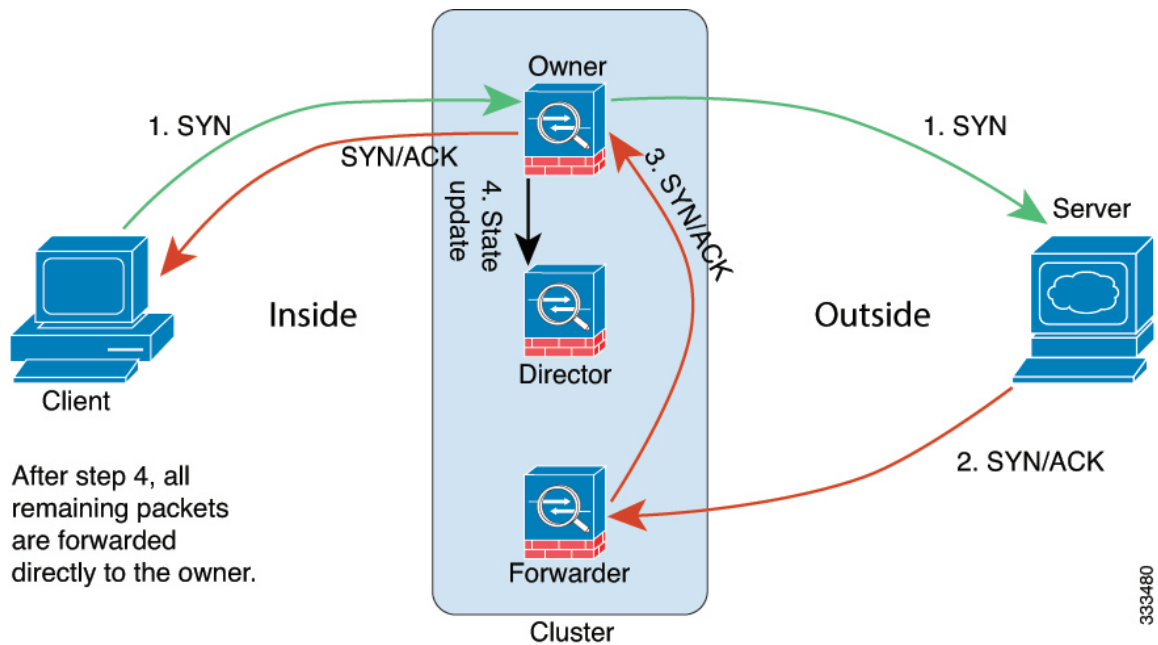 Owner
1. SYN
1. SYN
SYN/ACK
3. SYN/ACK
4. State
update
Server
Inside
Outside
Director
Client
2. SYN/ACK
After step 4, all
remaining packets
are forwarded
directly to the owner.
Forwarder
Cluster
333480